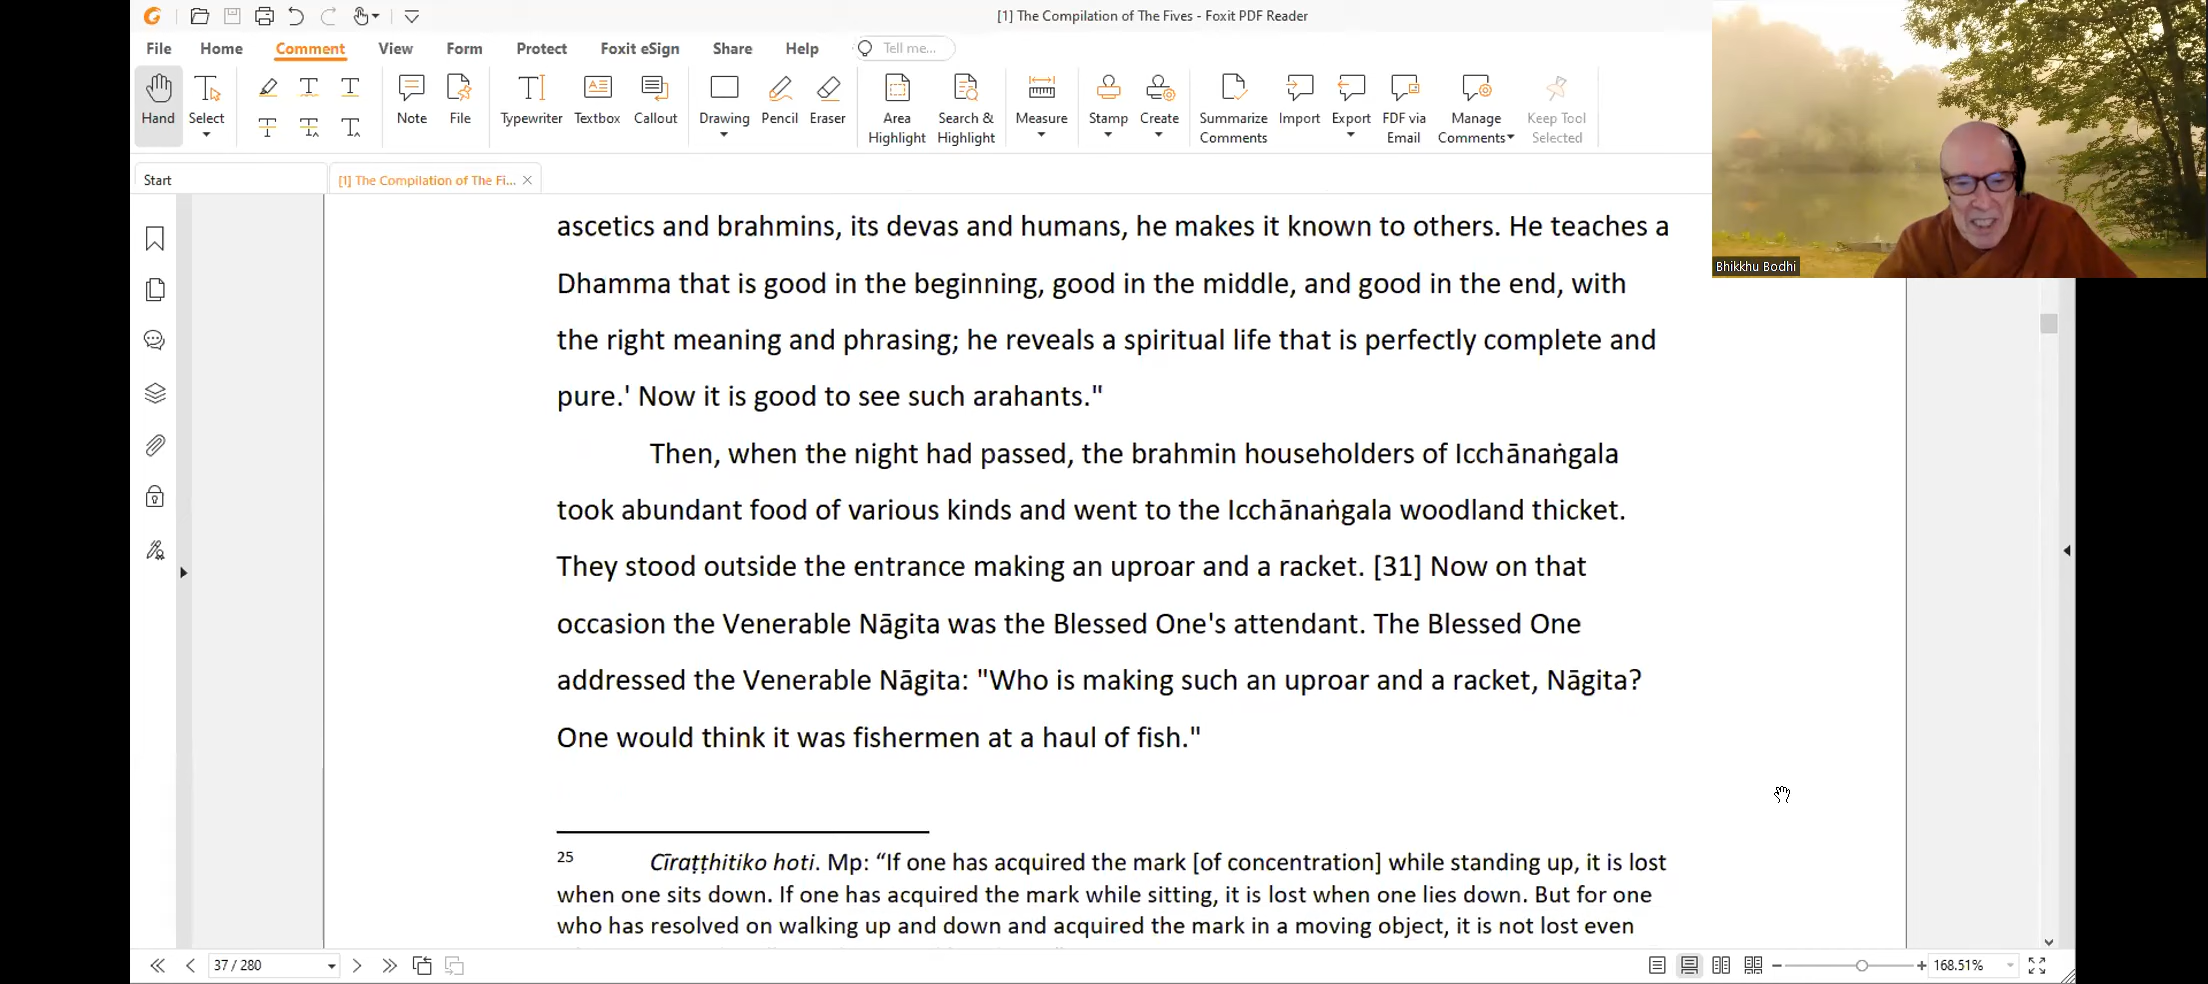 [1] The Compilation of The Fives - Foxit PDF Reader
File Home Comment View Form Protect Foxit eSign Share Help Tell me...
Hand Select Note File Typewriter Textbox Callout Drawing Pencil Eraser Area Highlight Search & Highlight Measure Stamp Create Summarize Comments Import Export FDF via Email Manage Comments Keep Tool Selected
Start [1] The Compilation of The Fi...
Bhikkhu Bodhi
ascetics and brahmins, its devas and humans, he makes it known to others. He teaches a
Dhamma that is good in the beginning, good in the middle, and good in the end, with
the right meaning and phrasing; he reveals a spiritual life that is perfectly complete and
pure.' Now it is good to see such arahants."
Then, when the night had passed, the brahmin householders of Icchānaṅgala
took abundant food of various kinds and went to the Icchānaṅgala woodland thicket.
They stood outside the entrance making an uproar and a racket. [31] Now on that
occasion the Venerable Nāgita was the Blessed One's attendant. The Blessed One
addressed the Venerable Nāgita: "Who is making such an uproar and a racket, Nāgita?
One would think it was fishermen at a haul of fish."
25 Cīraṭṭhitiko hoti. Mp: “If one has acquired the mark [of concentration] while standing up, it is lost
when one sits down. If one has acquired the mark while sitting, it is lost when one lies down. But for one
who has resolved on walking up and down and acquired the mark in a moving object, it is not lost even
37 / 280
168.51%